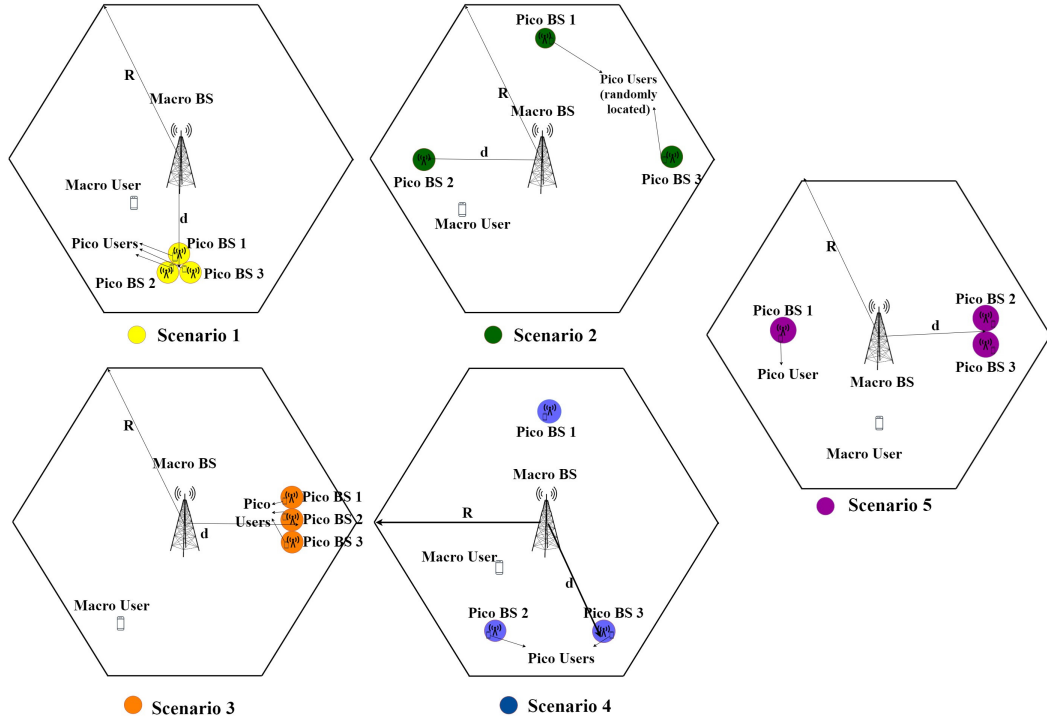 R
Macro BS
Macro User
d
Pico Users
Pico BS 1
Pico BS 2
Pico BS 3
Scenario 1
Pico BS 1
R
Pico Users
(randomly
located)
Macro BS
d
Pico BS 2
Pico BS 3
Macro User
Scenario 2
R
Macro BS
Pico
Users
Pico BS 1
Pico BS 2
Pico BS 3
d
Macro User
Scenario 3
Pico BS 1
Macro BS
R
Macro User
d
Pico BS 2
Pico BS 3
Pico Users
Scenario 4
R
Pico BS 1
Pico BS 2
d
Pico BS 3
Pico User
Macro BS
Macro User
Scenario 5